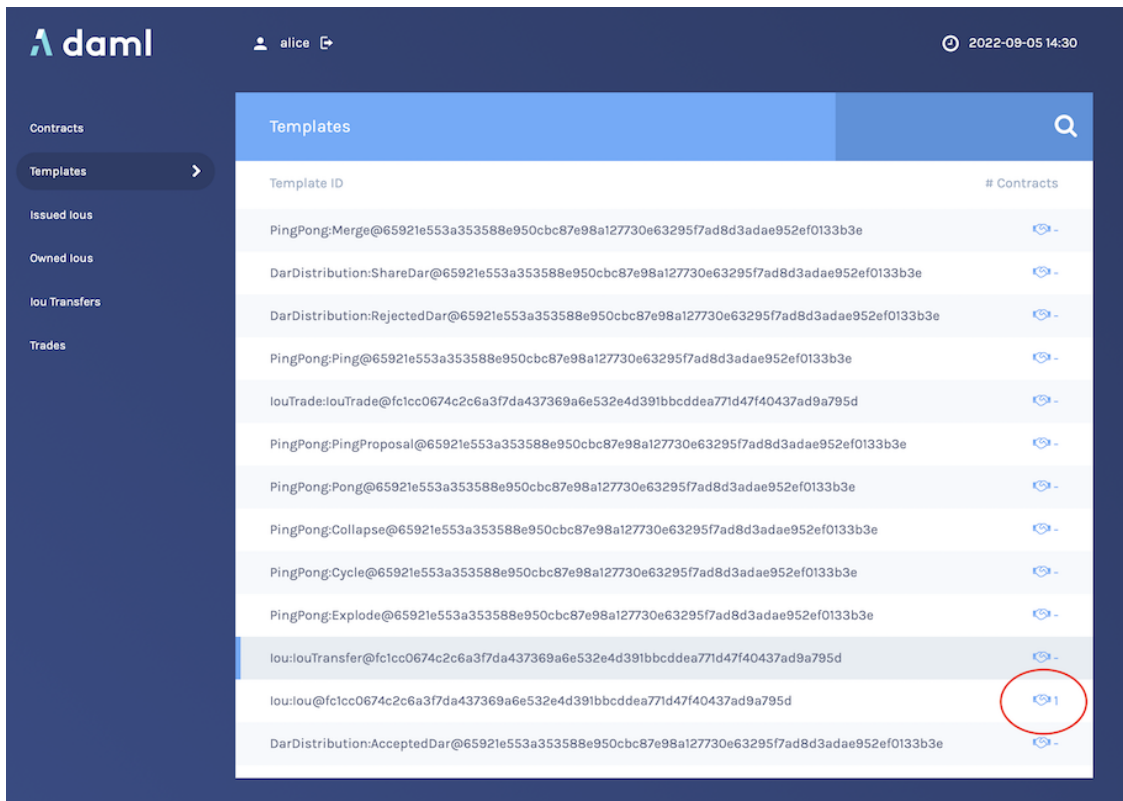 daml
alice
2022-09-05 14:30
Contracts
Templates
Issued Ious
Owned Ious
Iou Transfers
Trades
Templates
Template ID # Contracts
PingPong:Merge@65921e553a353588e950cbc87e98a127730e63295f7ad8d3adae952ef0133b3e -
DarDistribution:ShareDar@65921e553a353588e950cbc87e98a127730e63295f7ad8d3adae952ef0133b3e -
DarDistribution:RejectedDar@65921e553a353588e950cbc87e98a127730e63295f7ad8d3adae952ef0133b3e -
PingPong:Ping@65921e553a353588e950cbc87e98a127730e63295f7ad8d3adae952ef0133b3e -
IouTrade:IouTrade@fc1cc0674c2c6a3f7da437369a6e532e4d391bbcddea771d47f40437ad9a795d -
PingPong:PingProposal@65921e553a353588e950cbc87e98a127730e63295f7ad8d3adae952ef0133b3e -
PingPong:Pong@65921e553a353588e950cbc87e98a127730e63295f7ad8d3adae952ef0133b3e -
PingPong:Collapse@65921e553a353588e950cbc87e98a127730e63295f7ad8d3adae952ef0133b3e -
PingPong:Cycle@65921e553a353588e950cbc87e98a127730e63295f7ad8d3adae952ef0133b3e -
PingPong:Explode@65921e553a353588e950cbc87e98a127730e63295f7ad8d3adae952ef0133b3e -
Iou:IouTransfer@fc1cc0674c2c6a3f7da437369a6e532e4d391bbcddea771d47f40437ad9a795d -
Iou:Iou@fc1cc0674c2c6a3f7da437369a6e532e4d391bbcddea771d47f40437ad9a795d 1
DarDistribution:AcceptedDar@65921e553a353588e950cbc87e98a127730e63295f7ad8d3adae952ef0133b3e -